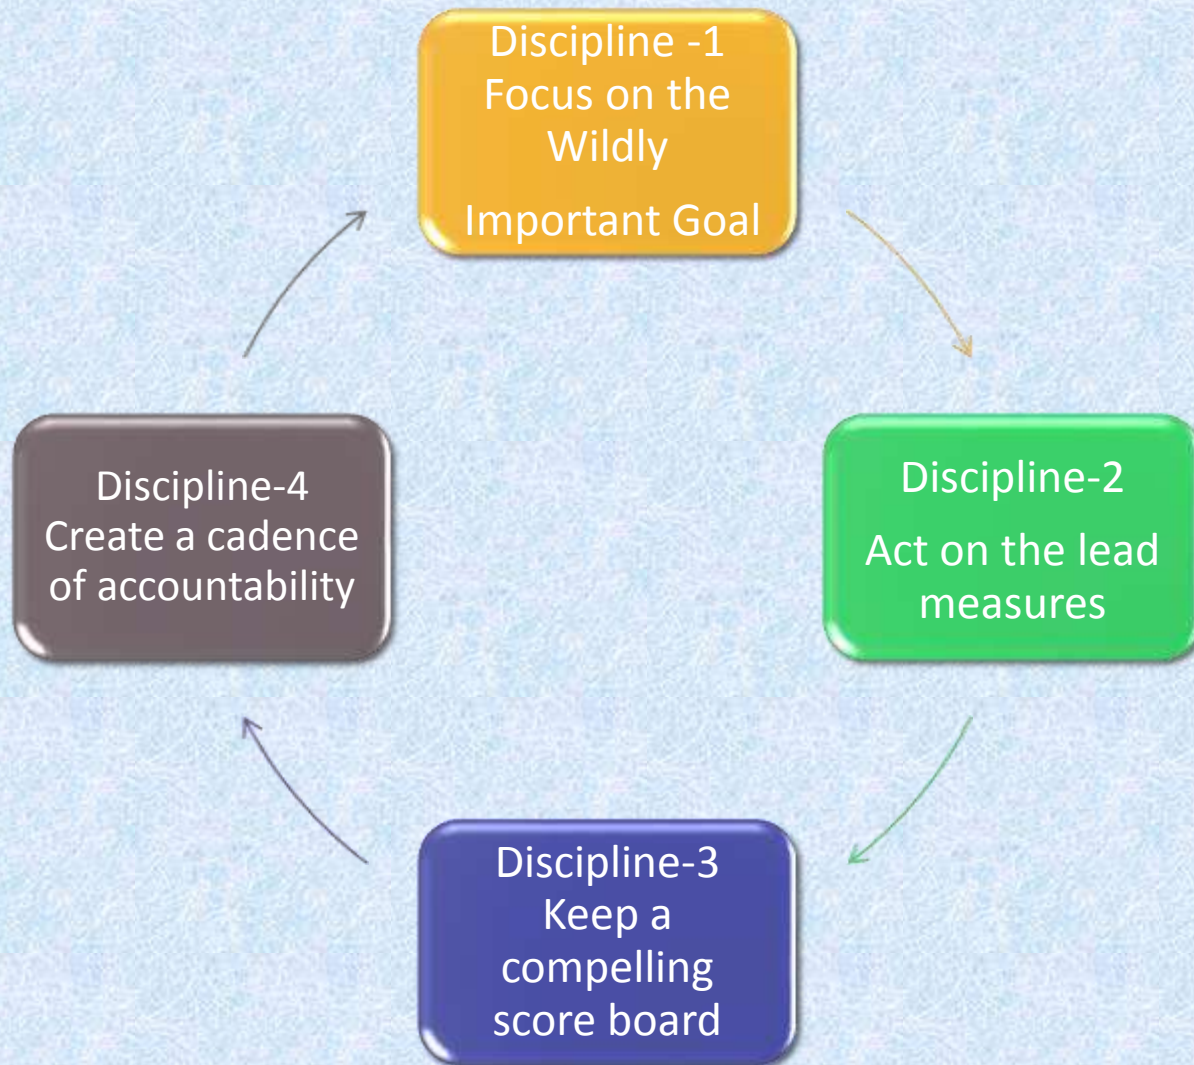 Discipline -1
Focus on the
Wildly
Important Goal
Discipline-2
Act on the lead
measures
Discipline-3
Keep a
compelling
score board
Discipline-4
Create a cadence
of accountability